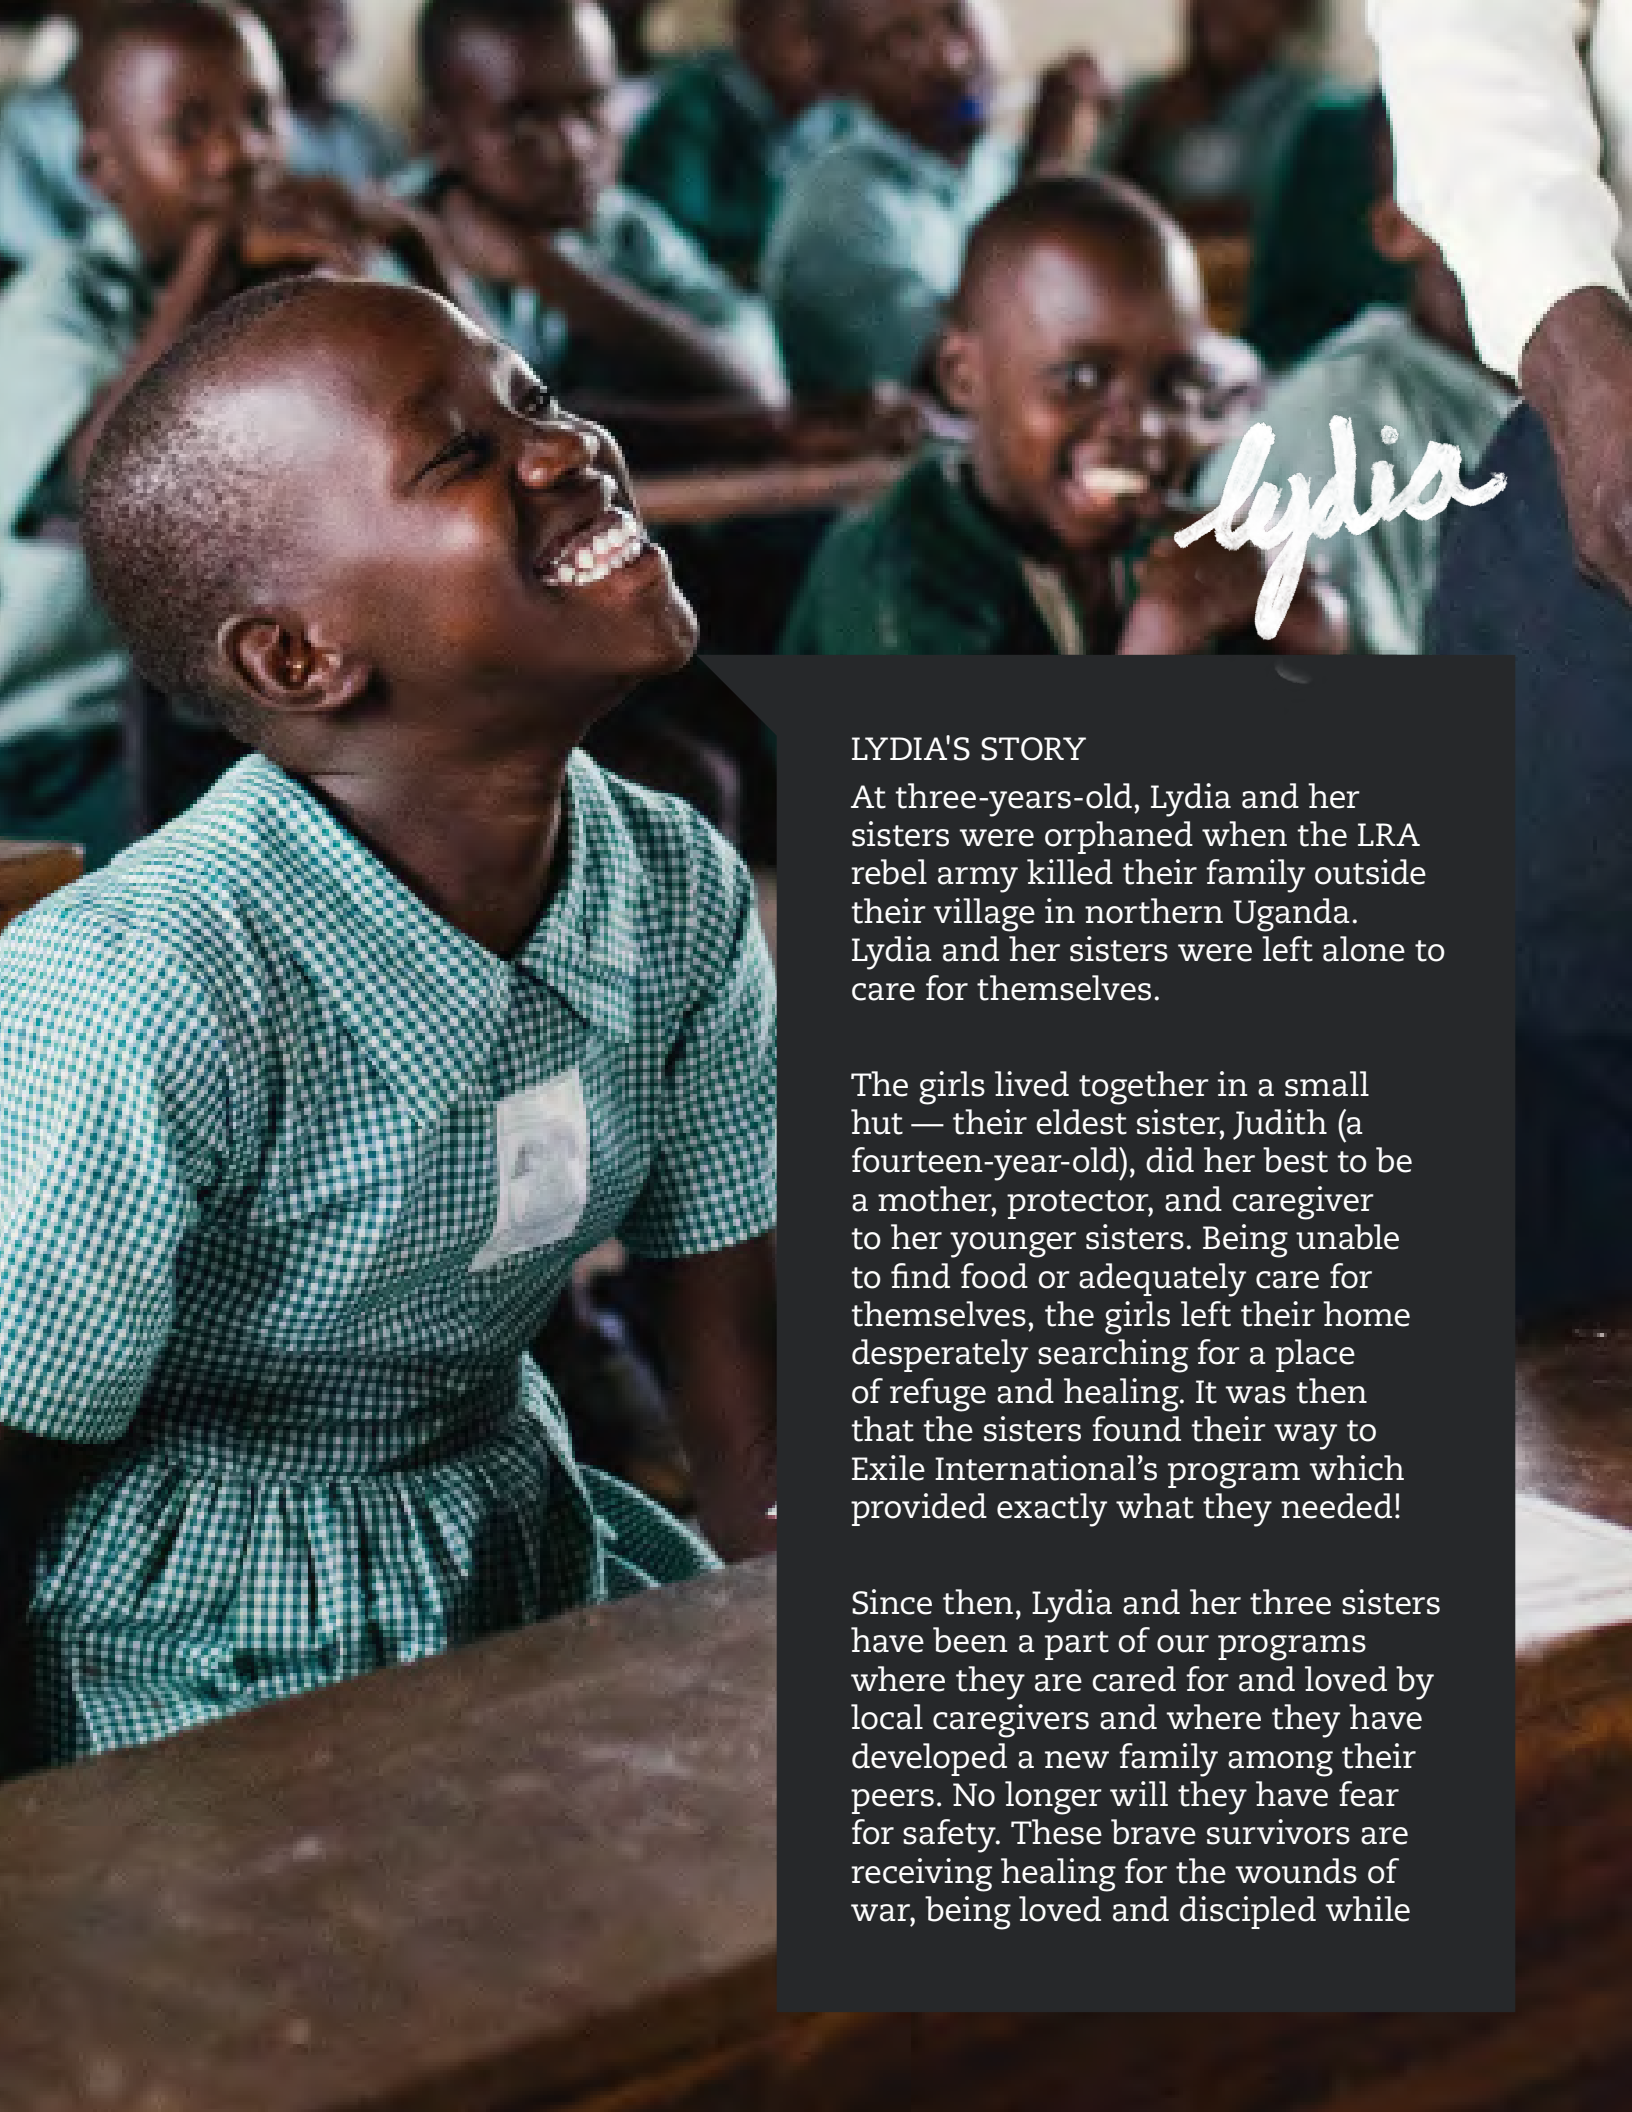 lydia
LYDIA'S STORY
At three-years-old, Lydia and her
sisters were orphaned when the LRA
rebel army killed their family outside
their village in northern Uganda.
Lydia and her sisters were left alone to
care for themselves.
The girls lived together in a small
hut — their eldest sister, Judith (a
fourteen-year-old), did her best to be
a mother, protector, and caregiver
to her younger sisters. Being unable
to find food or adequately care for
themselves, the girls left their home
desperately searching for a place
of refuge and healing. It was then
that the sisters found their way to
Exile International’s program which
provided exactly what they needed!
Since then, Lydia and her three sisters
have been a part of our programs
where they are cared for and loved by
local caregivers and where they have
developed a new family among their
peers. No longer will they have fear
for safety. These brave survivors are
receiving healing for the wounds of
war, being loved and discipled while